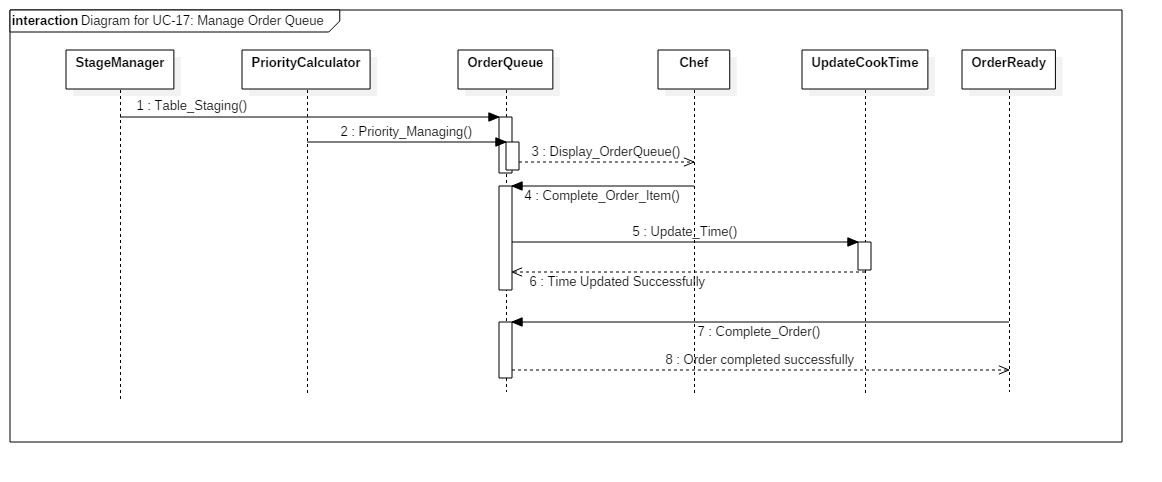 interaction Diagram for UC-17: Manage Order Queue
StageManager
PriorityCalculator
OrderQueue
Chef
UpdateCookTime
OrderReady
1 : Table_Staging()
2 : Priority_Managing()
3 : Display_OrderQueue()
4 : Complete_Order_Item()
5 : Update_Time()
6 : Time Updated Successfully
7 : Complete_Order()
8 : Order completed successfully